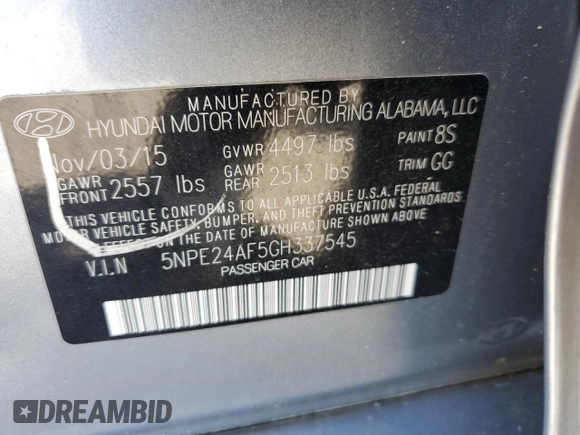 MANUFACTURED BY
HYUNDAI MOTOR MANUFACTURING ALABAMA, LLC
Nov/03/15 GVWR 4497 lbs PAINT 8S
GAWR FRONT 2557 lbs GAWR REAR 2513 lbs TRIM GG
THIS VEHICLE CONFORMS TO ALL APPLICABLE U.S.A. FEDERAL
MOTOR VEHICLE SAFETY, BUMPER, AND THEFT PREVENTION STANDARDS
IN EFFECT ON THE DATE OF MANUFACTURE SHOWN ABOVE.
V.I.N 5NPE24AF5GH337545
PASSENGER CAR
DREAMBID